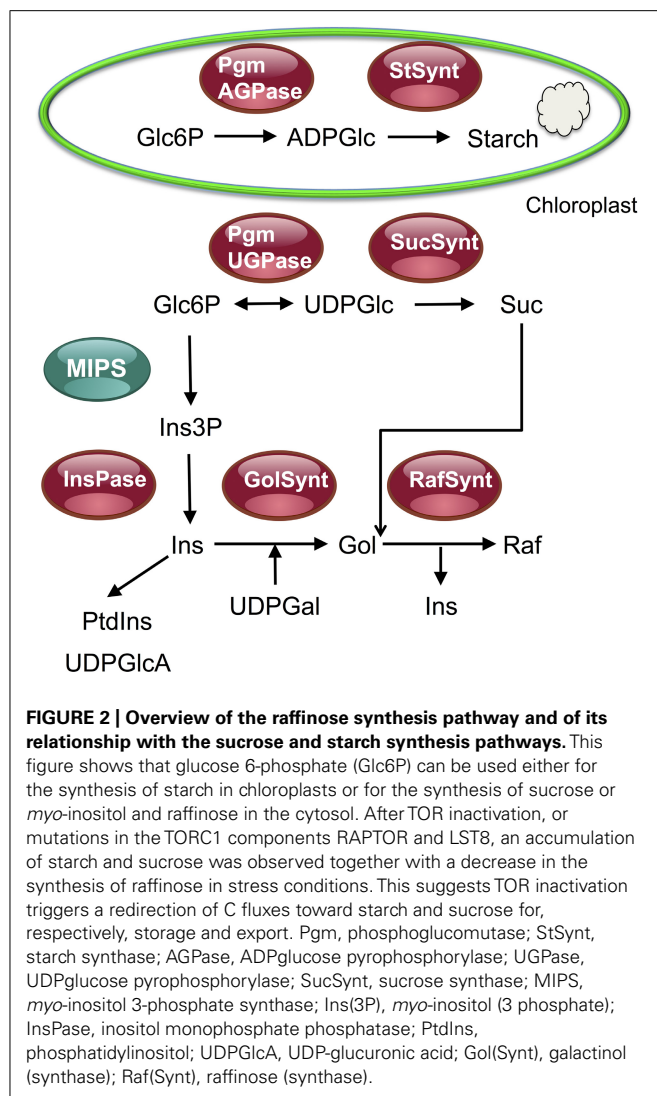 Pgm
AGPase
StSynt
Glc6P
ADPGlc
Starch
Chloroplast
Pgm
UGPase
SucSynt
Glc6P
UDPGlc
Suc
MIPS
Ins3P
InsPase
GolSynt
RafSynt
Ins
Gol
Raf
PtdIns
UDPGal
Ins
UDPGlcA
FIGURE 2 | Overview of the raffinose synthesis pathway and of its
relationship with the sucrose and starch synthesis pathways. This
figure shows that glucose 6-phosphate (Glc6P) can be used either for
the synthesis of starch in chloroplasts or for the synthesis of sucrose or
myo-inositol and raffinose in the cytosol. After TOR inactivation, or
mutations in the TORC1 components RAPTOR and LST8, an accumulation
of starch and sucrose was observed together with a decrease in the
synthesis of raffinose in stress conditions. This suggests TOR inactivation
triggers a redirection of C fluxes toward starch and sucrose for,
respectively, storage and export. Pgm, phosphoglucomutase; StSynt,
starch synthase; AGPase, ADPglucose pyrophosphorylase; UGPase,
UDPglucose pyrophosphorylase; SucSynt, sucrose synthase; MIPS,
myo-inositol 3-phosphate synthase; Ins(3P), myo-inositol (3 phosphate);
InsPase, inositol monophosphate phosphatase; PtdIns,
phosphatidylinositol; UDPGlcA, UDP-glucuronic acid; Gol(Synt), galactinol
(synthase); Raf(Synt), raffinose (synthase).